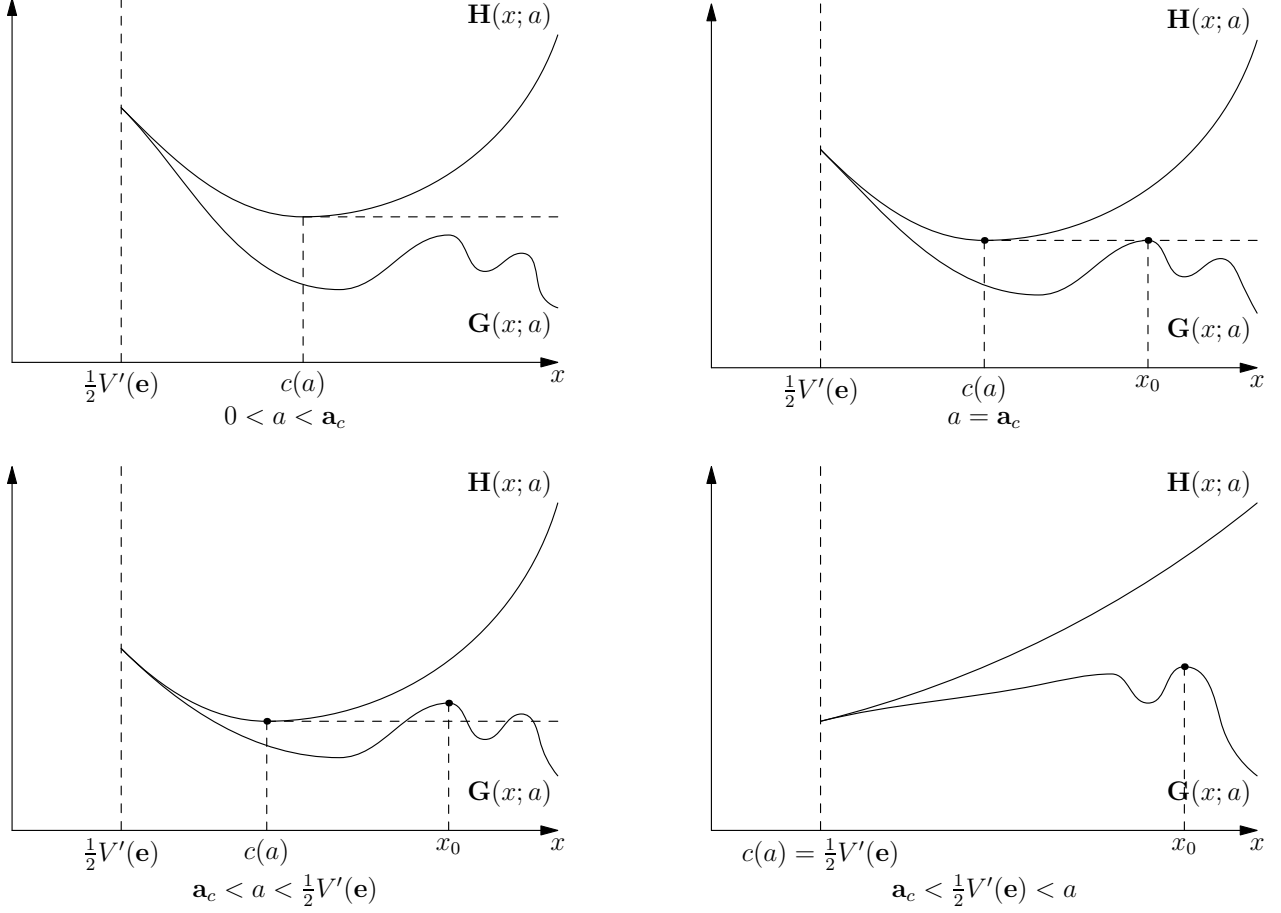 H(x; a)
G(x; a)
½V′(e) c(a) x
0 < a < a_c
H(x; a)
G(x; a)
½V′(e) c(a) x₀ x
a = a_c
H(x; a)
G(x; a)
½V′(e) c(a) x₀ x
a_c < a < ½V′(e)
H(x; a)
G(x; a)
c(a) = ½V′(e) x₀ x
a_c < ½V′(e) < a